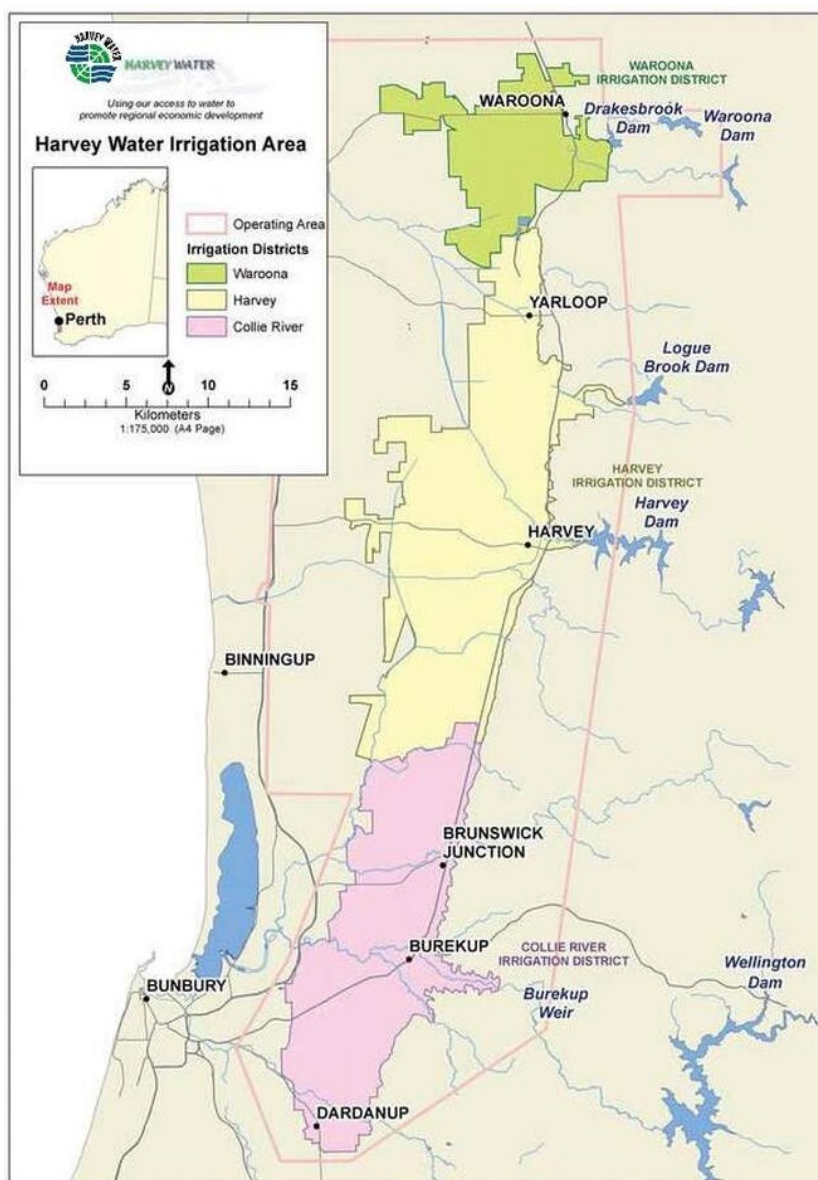 HARVEY WATER
HARVEY WATER
Using our access to water to
promote regional economic development
Harvey Water Irrigation Area
Map
Extent
Perth
Operating Area
Irrigation Districts
Waroona
Harvey
Collie River
N
0 5 10 15
Kilometers
1:175,000 (A4 Page)
WAROONA
IRRIGATION DISTRICT
WAROONA
Drakesbrook
Dam
Waroona
Dam
YARLOOP
Logue
Brook Dam
HARVEY
IRRIGATION DISTRICT
Harvey
Dam
HARVEY
BINNINGUP
BRUNSWICK
JUNCTION
BUREKUP
COLLIE RIVER
IRRIGATION DISTRICT
Wellington
Dam
Burekup
Weir
BUNBURY
DARDANUP